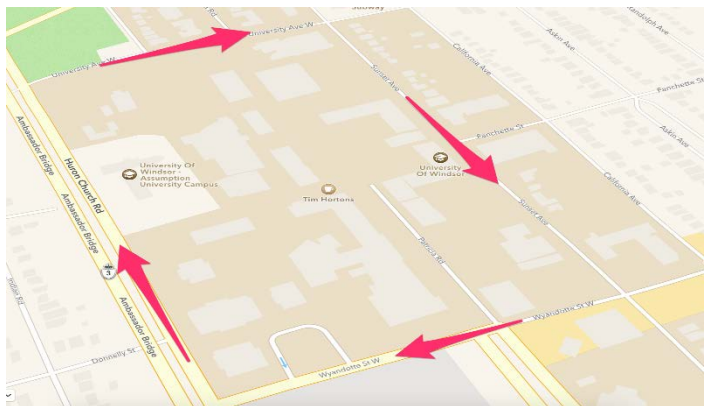 Subway
University Ave W
Randolph Ave
University Ave W
Askin Ave
California Ave
Sunset Ave
Fanchette St
Ambassador Bridge
Huron Church Rd
Fanchette St
Askin Ave
University Of
Windsor -
Assumption
University Campus
University
Of Windsor
Tim Hortons
California Ave
Ambassador Bridge
Sunset Ave
Patricia Rd
3
Indian Rd
Ambassador Bridge
Wyandotte St W
Donnelly St
Wyandotte St W